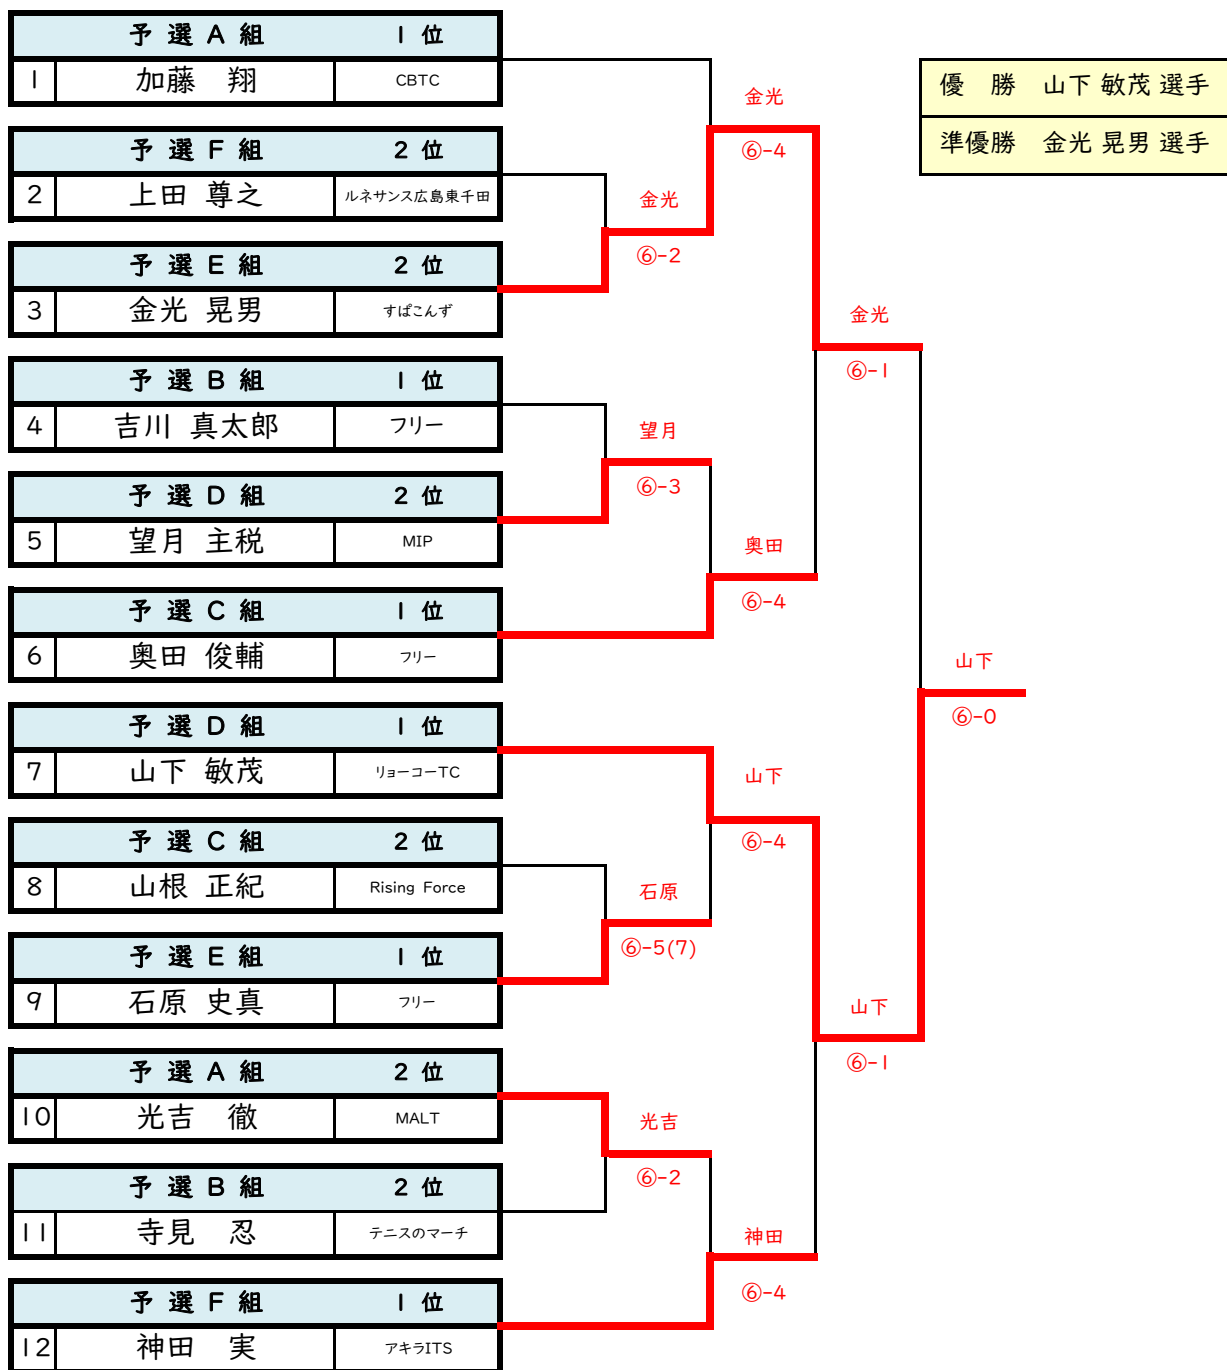 予選A組 1位
1 加藤 翔 CBTC
予選F組 2位
2 上田 尊之 ルネサンス広島東千田
予選E組 2位
3 金光 晃男 すぱこんず
予選B組 1位
4 吉川 真太郎 フリー
予選D組 2位
5 望月 主税 MIP
予選C組 1位
6 奥田 俊輔 フリー
予選D組 1位
7 山下 敏茂 リョーコーTC
予選C組 2位
8 山根 正紀 Rising Force
予選E組 1位
9 石原 史真 フリー
予選A組 2位
10 光吉 徹 MALT
予選B組 2位
11 寺見 忍 テニスのマーチ
予選F組 1位
12 神田 実 アキラITS
金光
⑥-2
望月
⑥-3
石原
⑥-5(7)
光吉
⑥-2
金光
⑥-4
奥田
⑥-4
山下
⑥-4
神田
⑥-4
金光
⑥-1
山下
⑥-1
山下
⑥-0
優 勝 山下 敏茂 選手
準優勝 金光 晃男 選手